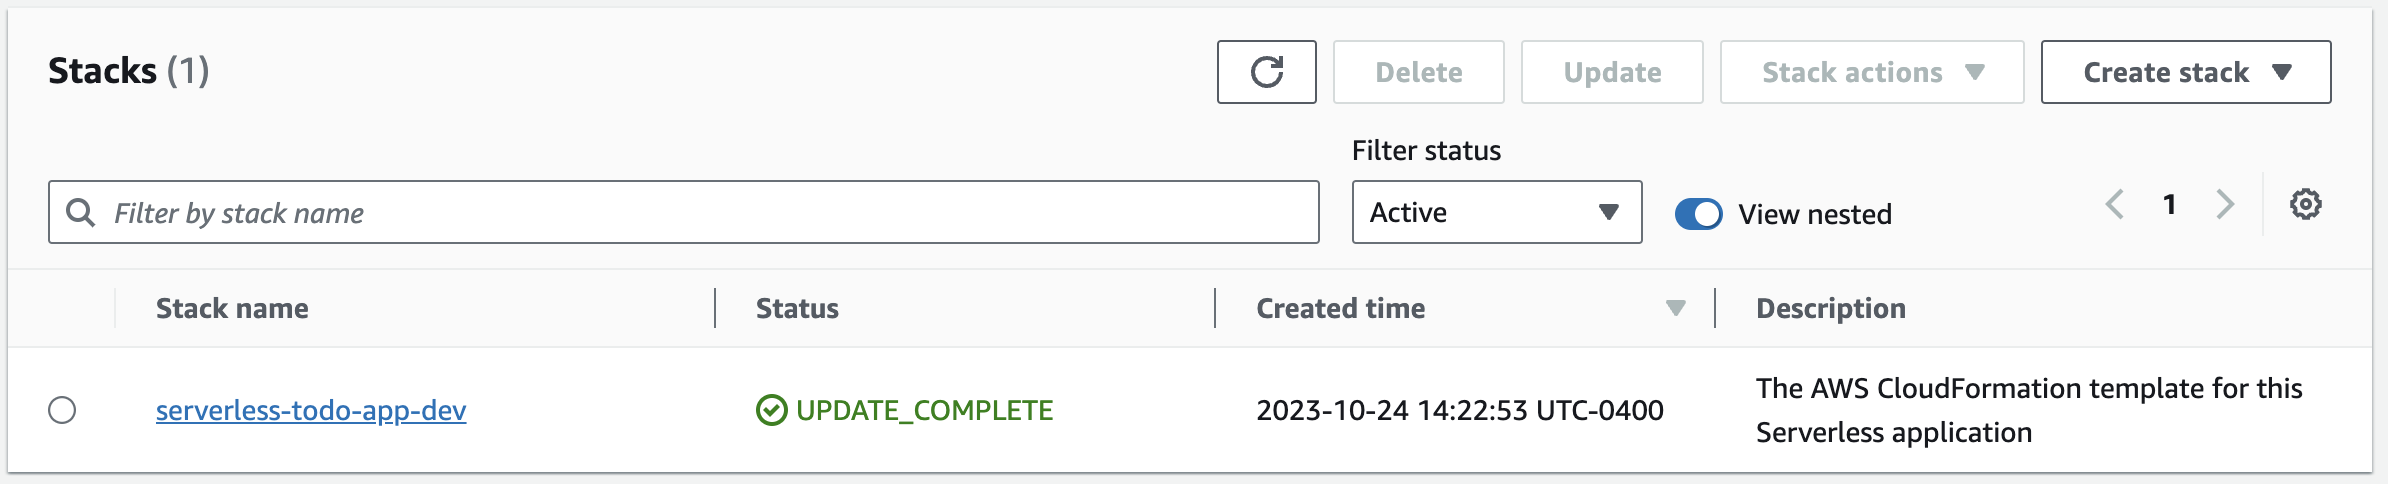 Stacks (1)
Delete
Update
Stack actions
Create stack
Filter status
Filter by stack name
Active
View nested
1
Stack name
Status
Created time
Description
serverless-todo-app-dev
UPDATE_COMPLETE
2023-10-24 14:22:53 UTC-0400
The AWS CloudFormation template for this
Serverless application